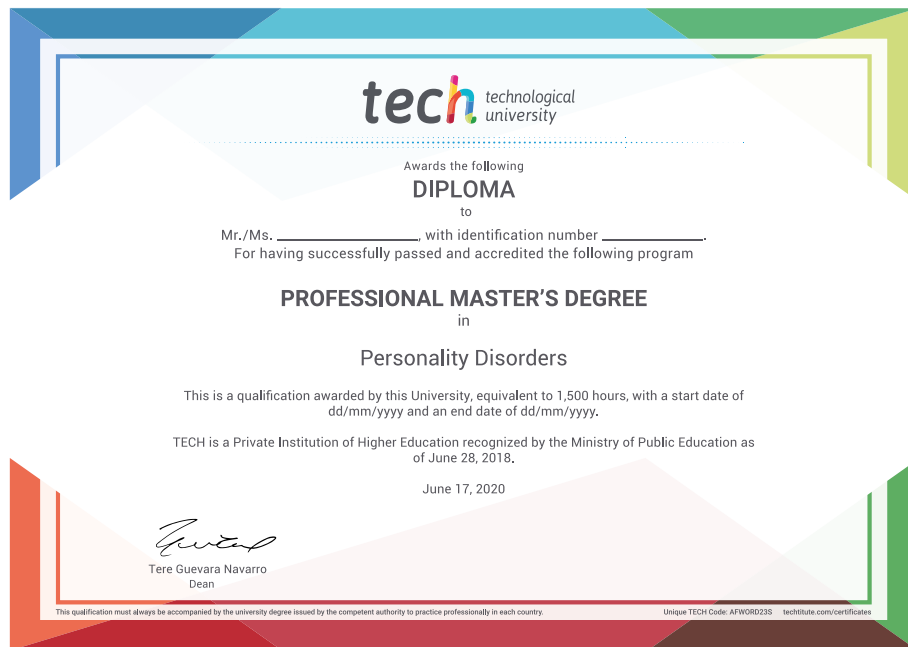 tech technological
university
Awards the following
DIPLOMA
to
Mr./Ms. ____________________, with identification number ______________.
For having successfully passed and accredited the following program
PROFESSIONAL MASTER'S DEGREE
in
Personality Disorders
This is a qualification awarded by this University, equivalent to 1,500 hours, with a start date of
dd/mm/yyyy and an end date of dd/mm/yyyy.
TECH is a Private Institution of Higher Education recognized by the Ministry of Public Education as
of June 28, 2018.
June 17, 2020
Tere Guevara Navarro
Dean
This qualification must always be accompanied by the university degree issued by the competent authority to practice professionally in each country. Unique TECH Code: AFWORD23S techtitute.com/certificates